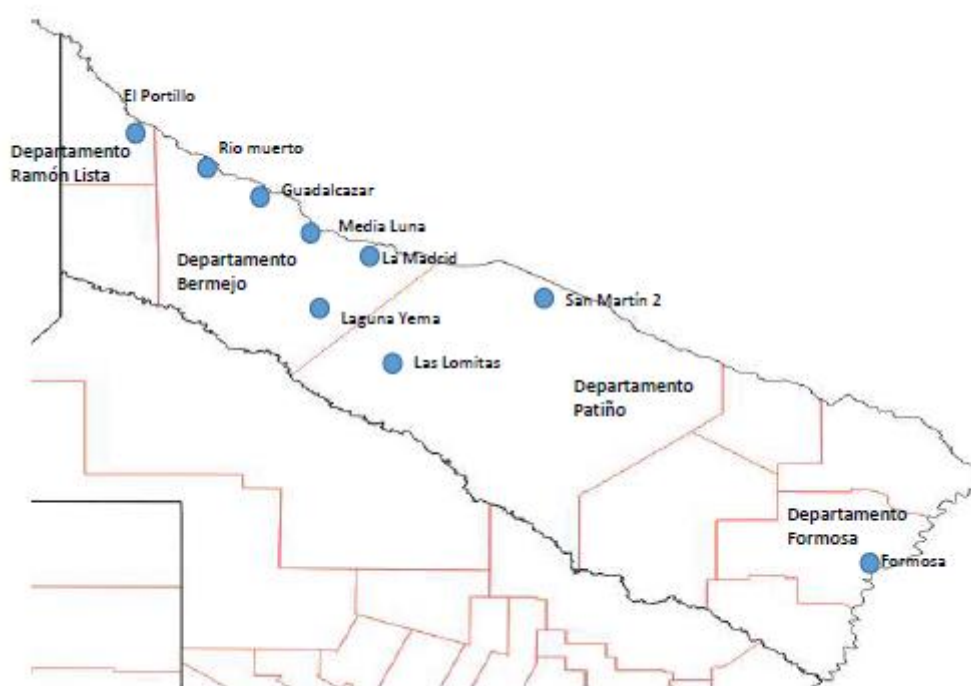 El Portillo
Departamento
Ramón Lista
Rio muerto
Guadalcazar
Media Luna
La Madcid
Departamento
Bermejo
San Martín 2
Laguna Yema
Las Lomitas
Departamento
Patiño
Departamento
Formosa
Formosa